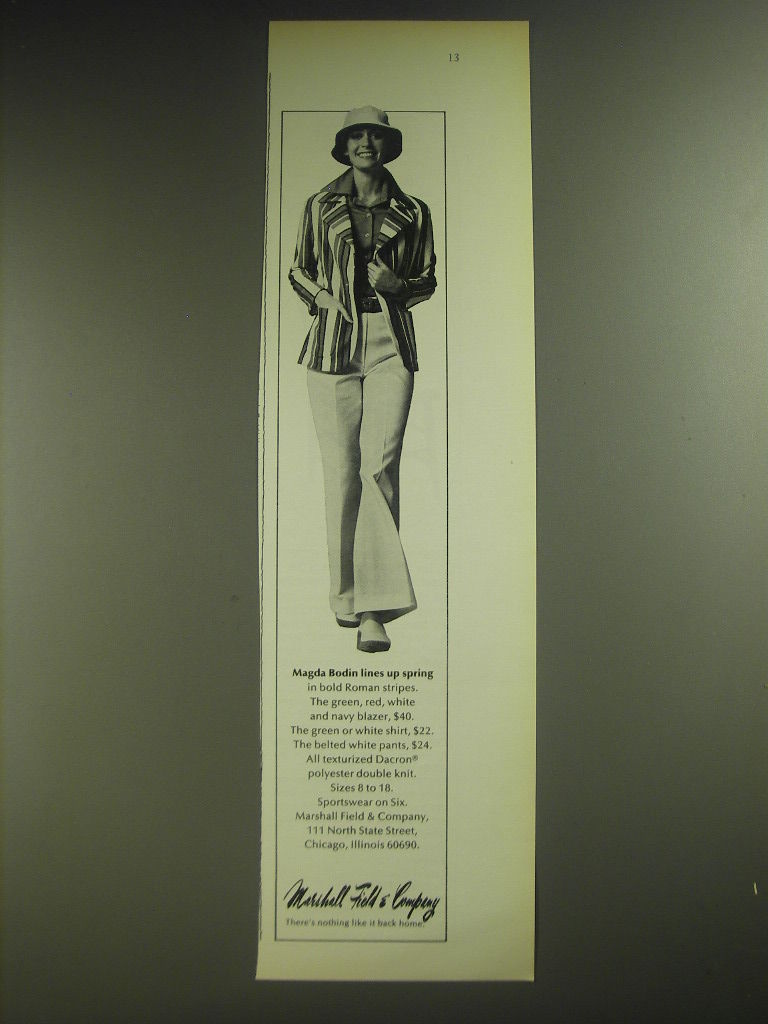 13
Magda Bodin lines up spring
in bold Roman stripes.
The green, red, white
and navy blazer, $40.
The green or white shirt, $22.
The belted white pants, $24.
All texturized Dacron®
polyester double knit.
Sizes 8 to 18.
Sportswear on Six.
Marshall Field & Company,
111 North State Street,
Chicago, Illinois 60690.
Marshall Field & Company
There's nothing like it back home.